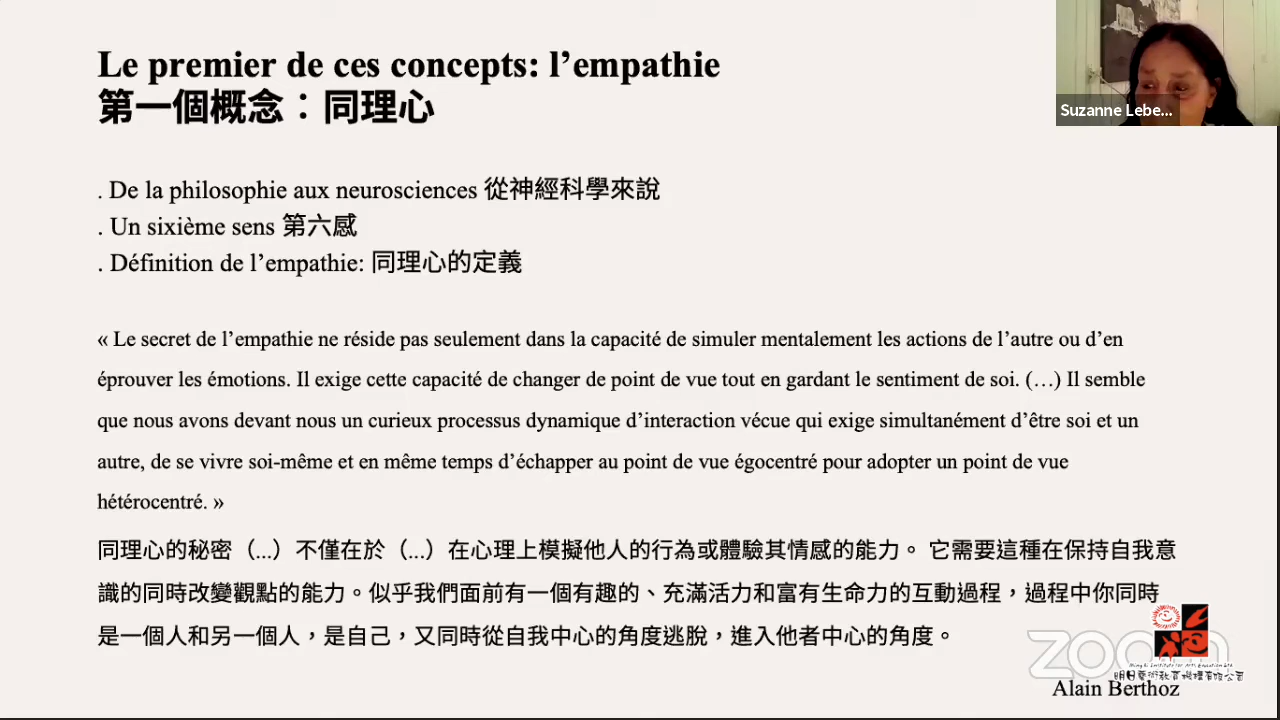 Le premier de ces concepts: l’empathie
第一個概念：同理心
Suzanne Lebe...
. De la philosophie aux neurosciences 從神經科學來說
. Un sixième sens 第六感
. Définition de l’empathie: 同理心的定義
« Le secret de l’empathie ne réside pas seulement dans la capacité de simuler mentalement les actions de l’autre ou d’en
éprouver les émotions. Il exige cette capacité de changer de point de vue tout en gardant le sentiment de soi. (…) Il semble
que nous avons devant nous un curieux processus dynamique d’interaction vécue qui exige simultanément d’être soi et un
autre, de se vivre soi-même et en même temps d’échapper au point de vue égocentré pour adopter un point de vue
hétérocentré. »
同理心的秘密（...）不僅在於（...）在心理上模擬他人的行為或體驗其情感的能力。 它需要這種在保持自我意
識的同時改變觀點的能力。似乎我們面前有一個有趣的、充滿活力和富有生命力的互動過程，過程中你同時
是一個人和另一個人，是自己，又同時從自我中心的角度逃脫，進入他者中心的角度。
zoom
明日藝術教育機構有限公司
Alain Berthoz